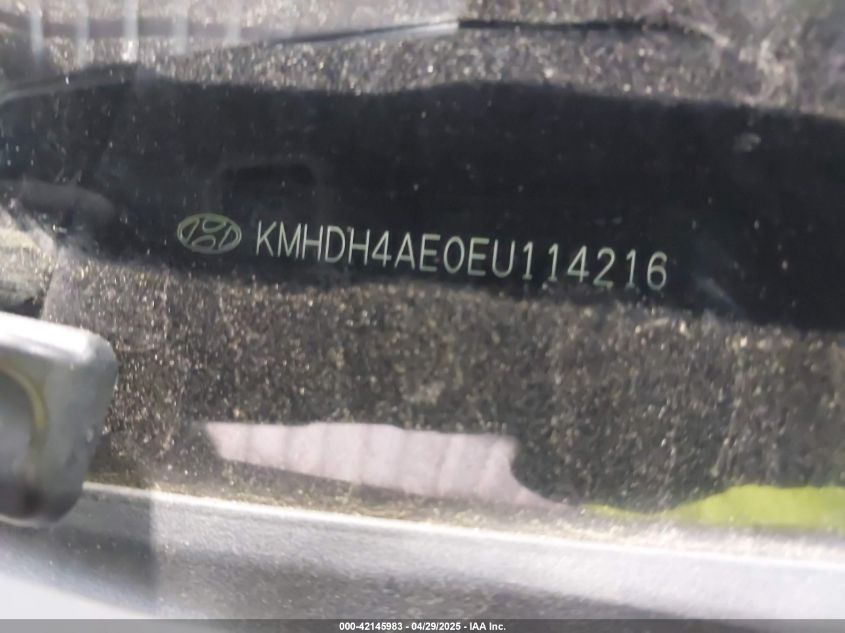 KMHDH4AE0EU114216
000-42145983 - 04/29/2025 - IAA Inc.